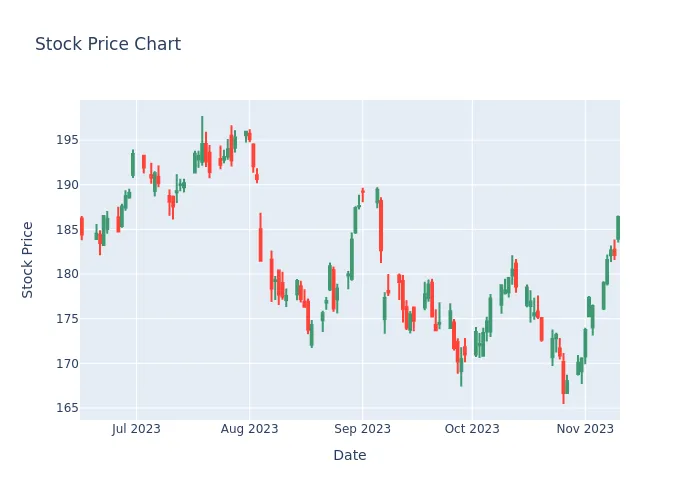 Stock Price Chart
Stock Price
195
190
185
180
175
170
165
Jul 2023
Aug 2023
Sep 2023
Oct 2023
Nov 2023
Date